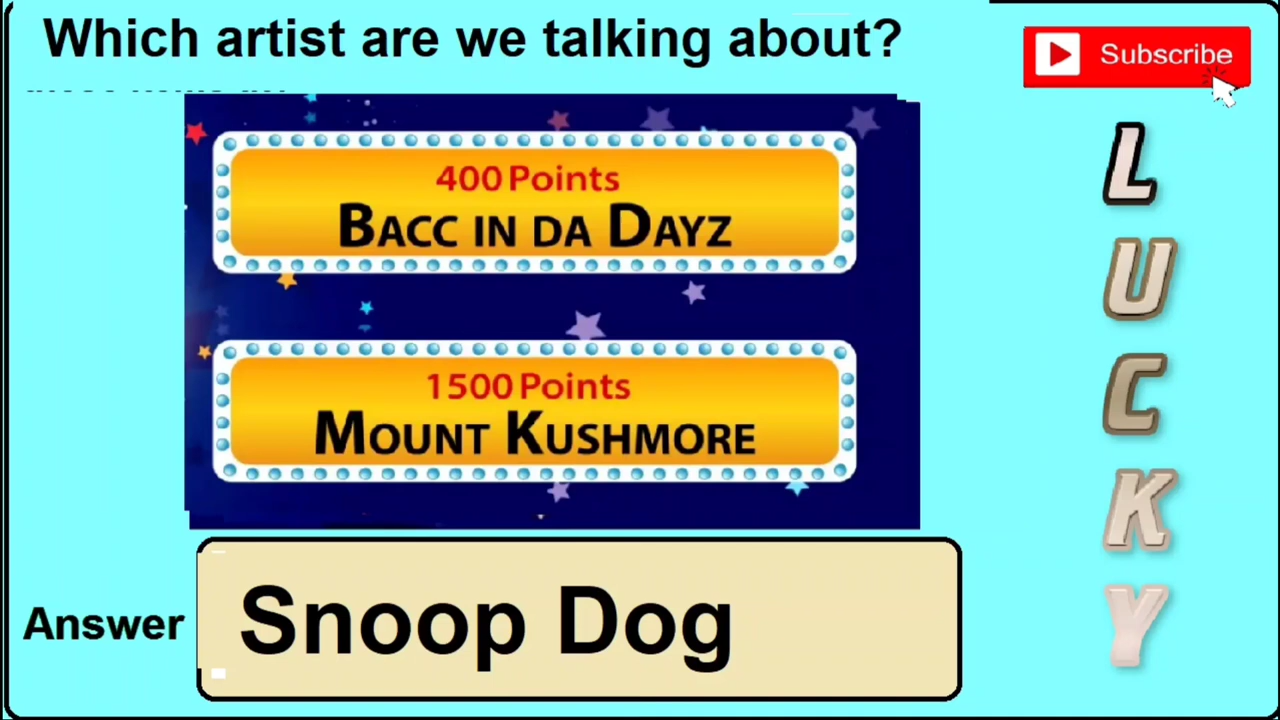 Which artist are we talking about?
Subscribe
400 Points
BACC IN DA DAYZ
1500 Points
MOUNT KUSHMORE
Answer
Snoop Dog
L
U
C
K
Y